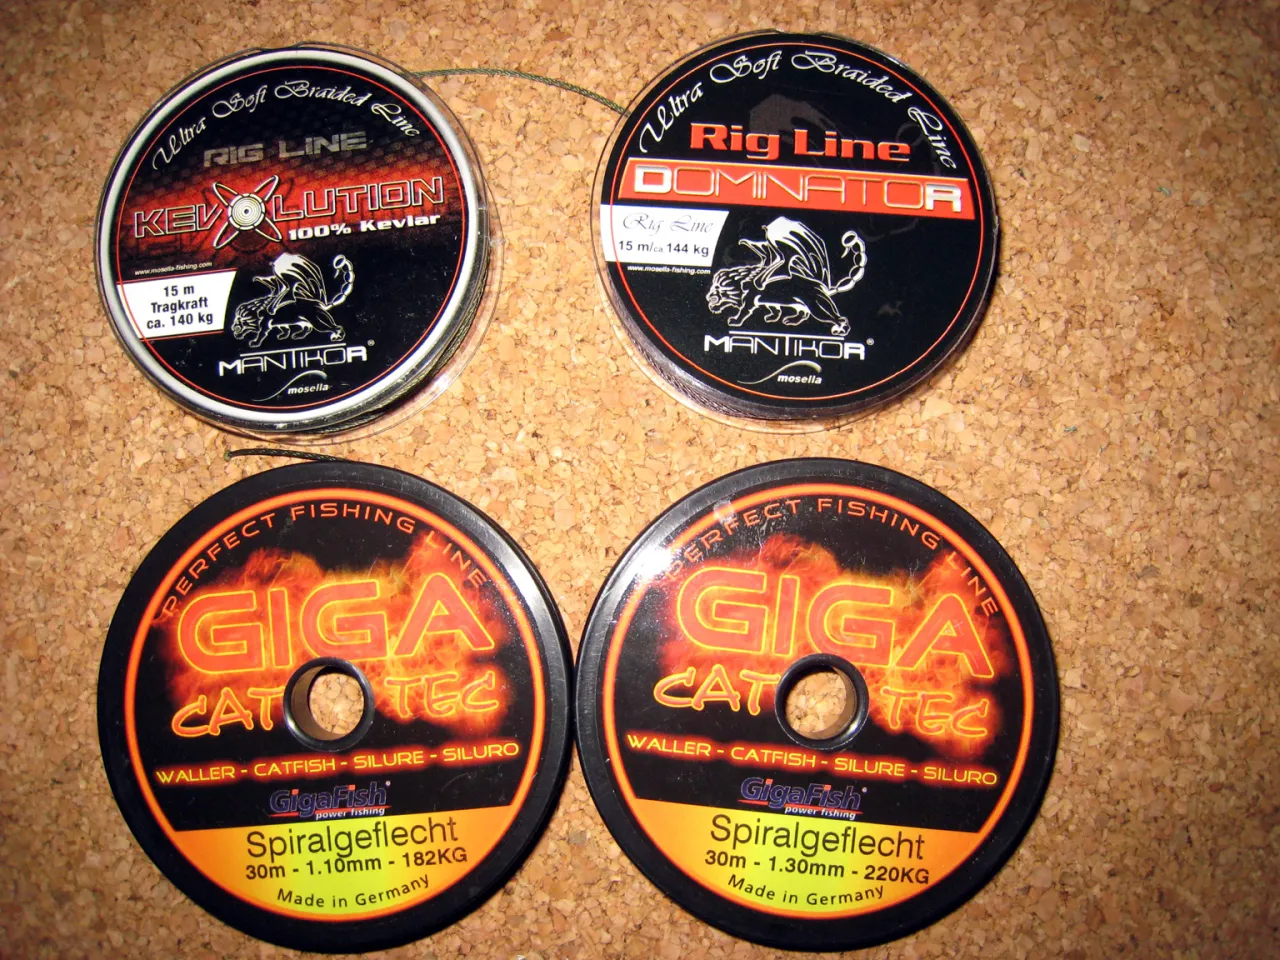 Ultra Soft Braided Line
RIG LINE
KEVOLUTION
100% Kevlar
www.mosella-fishing.com
15 m
Tragkraft
ca. 140 kg
MANTIKOR®
mosella
Ultra Soft Braided Line
Rig Line
DOMINATOR
Rig Line
15 m/ca 144 kg
www.mosella-fishing.com
MANTIKOR®
mosella
PERFECT FISHING LINE
GIGA
CAT TEC
WALLER - CATFISH - SILURE - SILURO
GigaFish®
power fishing
Spiralgeflecht
30m - 1.10mm - 182KG
Made in Germany
PERFECT FISHING LINE
GIGA
CAT TEC
WALLER - CATFISH - SILURE - SILURO
GigaFish®
power fishing
Spiralgeflecht
30m - 1.30mm - 220KG
Made in Germany